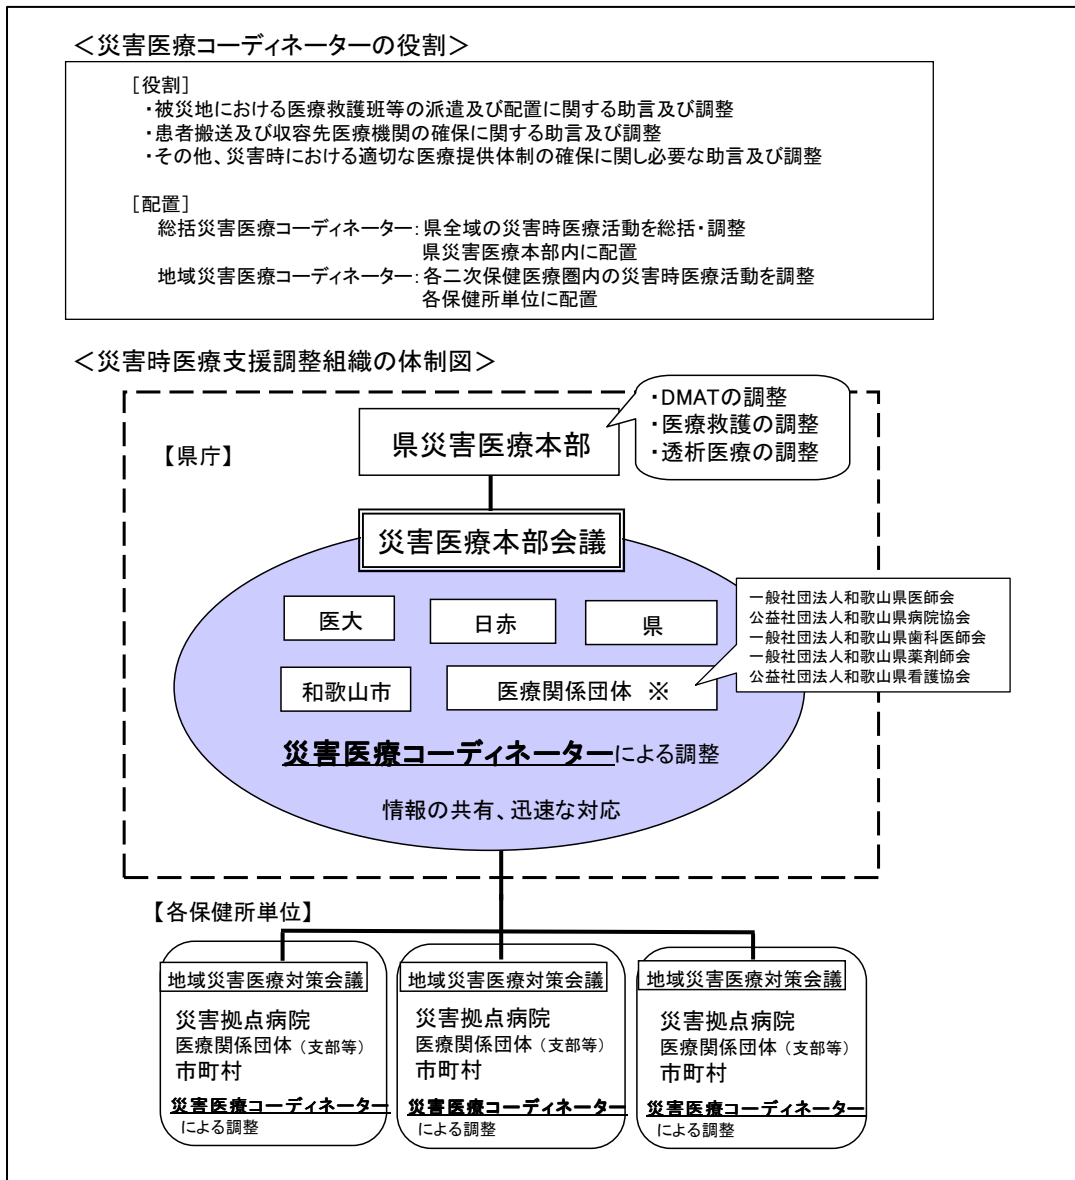 ＜災害医療コーディネーターの役割＞
［役割］
・被災地における医療救護班等の派遣及び配置に関する助言及び調整
・患者搬送及び収容先医療機関の確保に関する助言及び調整
・その他、災害時における適切な医療提供体制の確保に関し必要な助言及び調整
［配置］
総括災害医療コーディネーター：県全域の災害時医療活動を総括・調整
県災害医療本部内に配置
地域災害医療コーディネーター：各二次保健医療圏内の災害時医療活動を調整
各保健所単位に配置
＜災害時医療支援調整組織の体制図＞
・DMATの調整
・医療救護の調整
・透析医療の調整
【県庁】
県災害医療本部
災害医療本部会議
医大
日赤
県
和歌山市
医療関係団体 ※
一般社団法人和歌山県医師会
公益社団法人和歌山県病院協会
一般社団法人和歌山県歯科医師会
一般社団法人和歌山県薬剤師会
公益社団法人和歌山県看護協会
災害医療コーディネーターによる調整
情報の共有、迅速な対応
【各保健所単位】
地域災害医療対策会議
災害拠点病院
医療関係団体（支部等）
市町村
災害医療コーディネーター
による調整
地域災害医療対策会議
災害拠点病院
医療関係団体（支部等）
市町村
災害医療コーディネーター
による調整
地域災害医療対策会議
災害拠点病院
医療関係団体（支部等）
市町村
災害医療コーディネーター
による調整